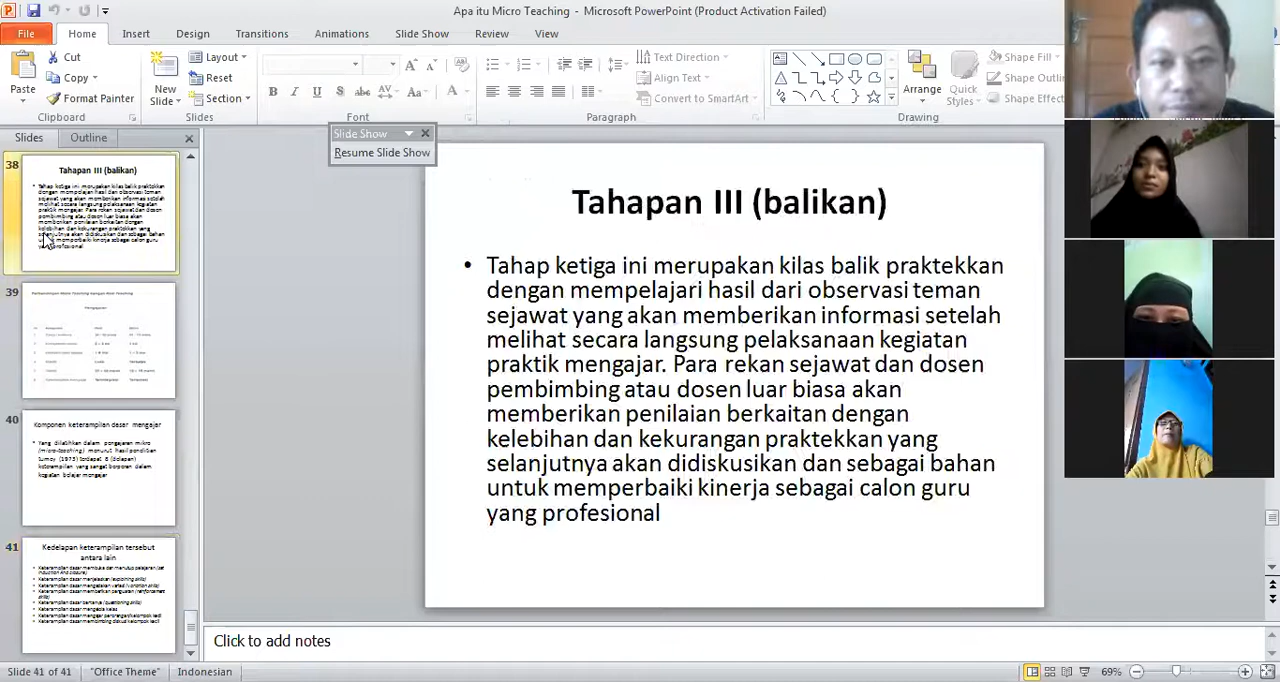 Apa itu Micro Teaching - Microsoft PowerPoint (Product Activation Failed)
File Home Insert Design Transitions Animations Slide Show Review View
Paste
Cut
Copy
Format Painter
Clipboard
New Slide
Layout
Reset
Section
Slides
B I U S abc AV Aa A
Font
Text Direction
Align Text
Convert to SmartArt
Paragraph
Arrange
Quick Styles
Shape Fill
Shape Outli
Drawing
Slides Outline
Slide Show
Resume Slide Show
38
Tahapan III (balikan)
39
40
Komponen keterampilan dasar mengajar
41
Kedelapan keterampilan tersebut
antara lain
Tahapan III (balikan)
• Tahap ketiga ini merupakan kilas balik praktekkan
dengan mempelajari hasil dari observasi teman
sejawat yang akan memberikan informasi setelah
melihat secara langsung pelaksanaan kegiatan
praktik mengajar. Para rekan sejawat dan dosen
pembimbing atau dosen luar biasa akan
memberikan penilaian berkaitan dengan
kelebihan dan kekurangan praktekkan yang
selanjutnya akan didiskusikan dan sebagai bahan
untuk memperbaiki kinerja sebagai calon guru
yang profesional
Click to add notes
Slide 41 of 41 "Office Theme" Indonesian 69%